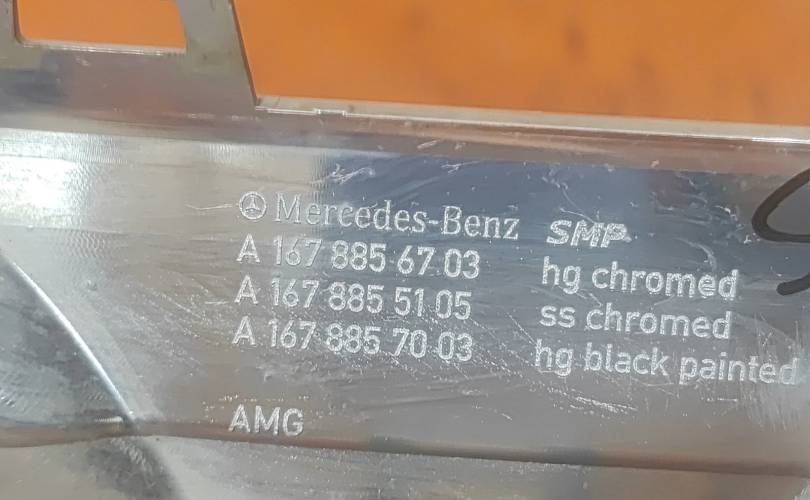 Mercedes-Benz SMP
A 167 885 67 03 hg chromed
A 167 885 51 05 ss chromed
A 167 885 70 03 hg black painted
AMG